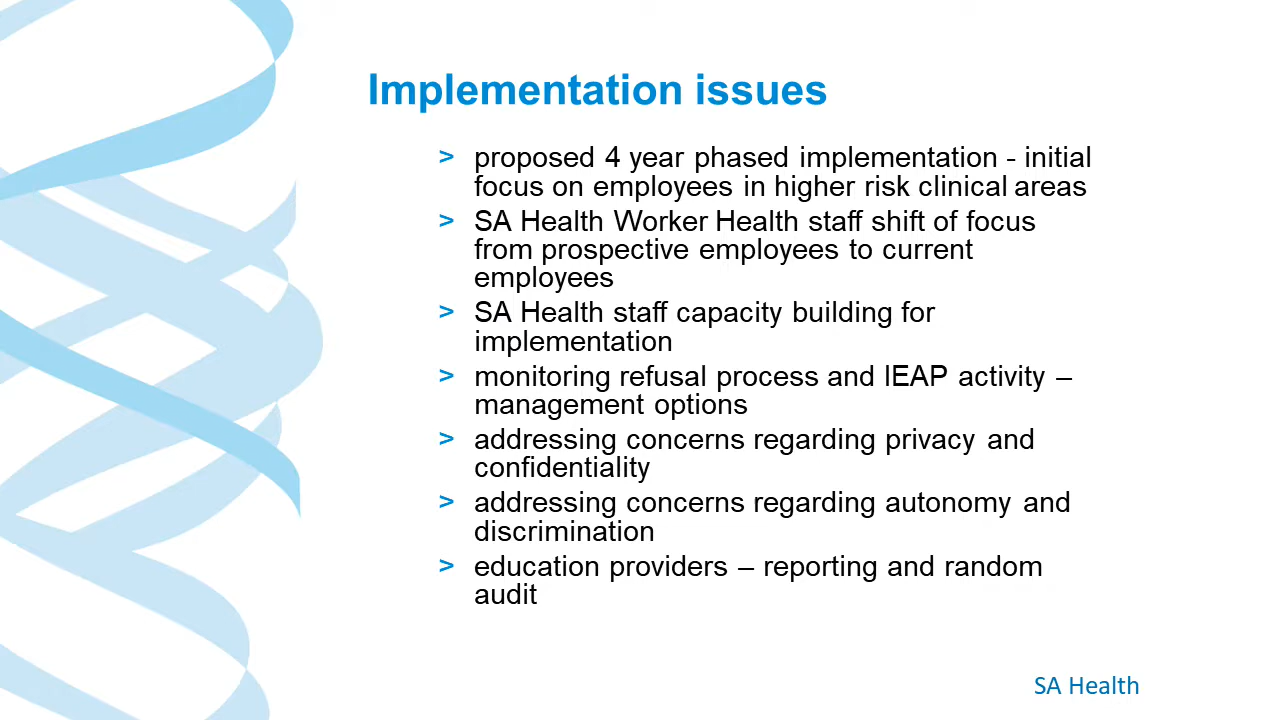 Implementation issues
> proposed 4 year phased implementation - initial
focus on employees in higher risk clinical areas
> SA Health Worker Health staff shift of focus
from prospective employees to current
employees
> SA Health staff capacity building for
implementation
> monitoring refusal process and IEAP activity –
management options
> addressing concerns regarding privacy and
confidentiality
> addressing concerns regarding autonomy and
discrimination
> education providers – reporting and random
audit
SA Health